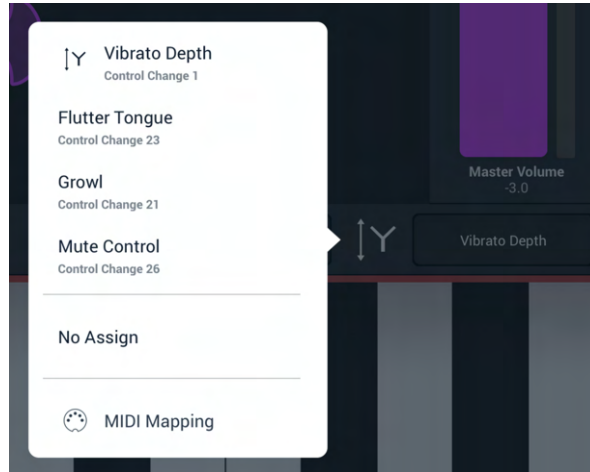 Vibrato Depth
Control Change 1
Flutter Tongue
Control Change 23
Growl
Control Change 21
Mute Control
Control Change 26
No Assign
MIDI Mapping
Master Volume
-3.0
Y
Vibrato Depth